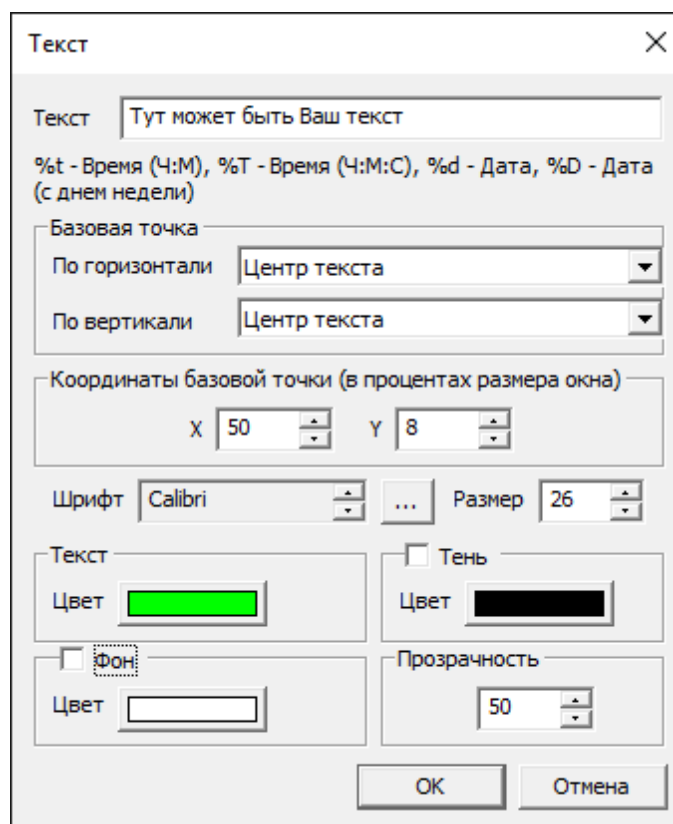 Текст
Текст Тут может быть Ваш текст
%t - Время (Ч:М), %T - Время (Ч:М:С), %d - Дата, %D - Дата
(с днем недели)
Базовая точка
По горизонтали Центр текста
По вертикали Центр текста
Координаты базовой точки (в процентах размера окна)
X 50 Y 8
Шрифт Calibri ... Размер 26
Текст Тень
Цвет Цвет
Фон Прозрачность
Цвет 50
OK Отмена